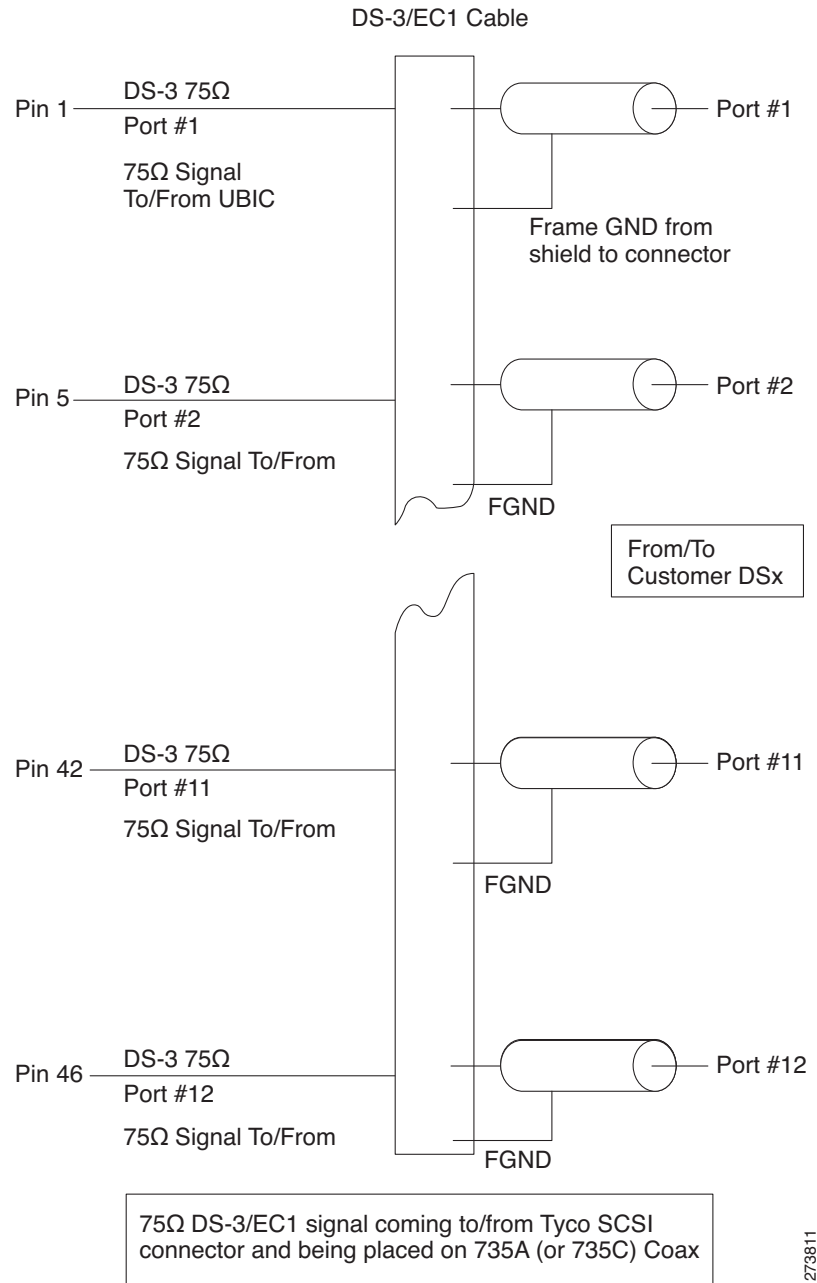 DS-3/EC1 Cable
Pin 1
DS-3 75Ω
Port #1
Port #1
75Ω Signal
To/From UBIC
Frame GND from
shield to connector
Pin 5
DS-3 75Ω
Port #2
Port #2
75Ω Signal To/From
FGND
From/To
Customer DSx
Pin 42
DS-3 75Ω
Port #11
Port #11
75Ω Signal To/From
FGND
Pin 46
DS-3 75Ω
Port #12
Port #12
75Ω Signal To/From
FGND
75Ω DS-3/EC1 signal coming to/from Tyco SCSI
connector and being placed on 735A (or 735C) Coax
273811